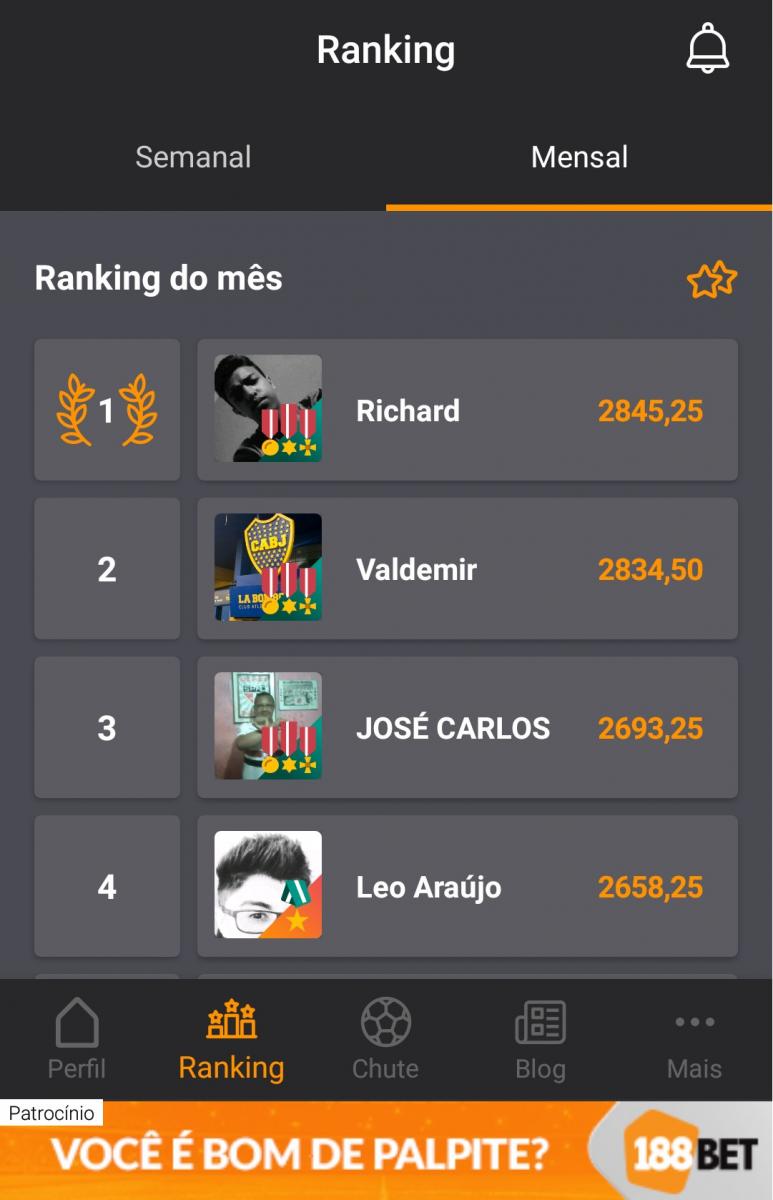 Ranking
Semanal
Mensal
Ranking do mês
1
Richard
2845,25
CABJ
2
Valdemir
2834,50
3
JOSÉ CARLOS
2693,25
4
Leo Araújo
2658,25
Perfil
Ranking
Chute
Blog
Mais
Patrocínio
VOCÊ É BOM DE PALPITE?
188BET